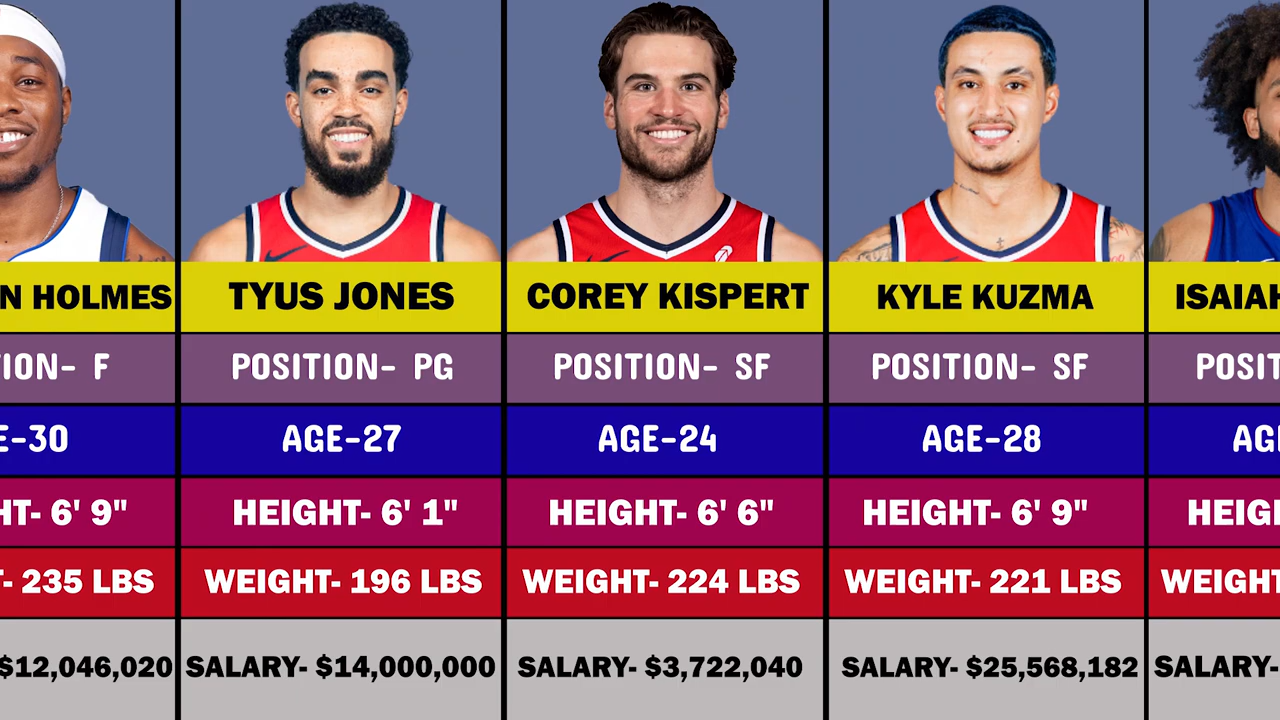 N HOLMES
ION- F
E-30
HT- 6' 9"
T- 235 LBS
$12,046,020
TYUS JONES
POSITION- PG
AGE-27
HEIGHT- 6' 1"
WEIGHT- 196 LBS
SALARY- $14,000,000
COREY KISPERT
POSITION- SF
AGE-24
HEIGHT- 6' 6"
WEIGHT- 224 LBS
SALARY- $3,722,040
KYLE KUZMA
POSITION- SF
AGE-28
HEIGHT- 6' 9"
WEIGHT- 221 LBS
SALARY- $25,568,182
ISAIAH
POSIT
AG
HEIG
WEIGHT
SALARY-